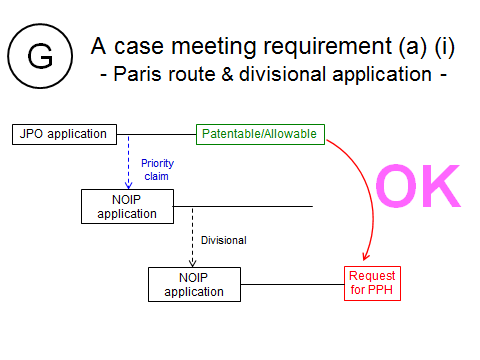 G
A case meeting requirement (a) (i)
- Paris route & divisional application -
JPO application
Patentable/Allowable
Priority
claim
OK
NOIP
application
Divisional
NOIP
application
Request
for PPH